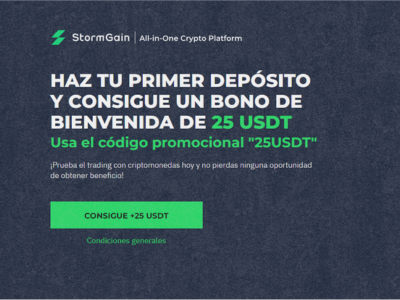 StormGain | All-in-One Crypto Platform
HAZ TU PRIMER DEPÓSITO
Y CONSIGUE UN BONO DE
BIENVENIDA DE 25 USDT
Usa el código promocional "25USDT"
¡Prueba el trading con criptomonedas hoy y no pierdas ninguna oportunidad
de obtener beneficio!
CONSIGUE +25 USDT
Condiciones generales